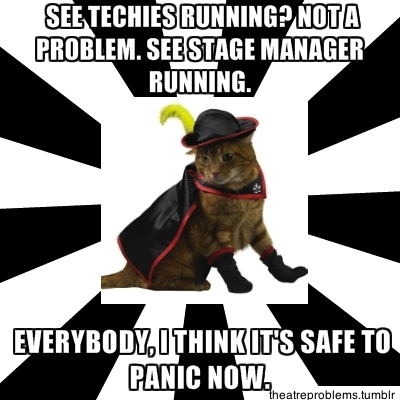 SEE TECHIES RUNNING? NOT A
PROBLEM. SEE STAGE MANAGER
RUNNING.
EVERYBODY, I THINK IT'S SAFE TO
PANIC NOW.
theatreproblems.tumblr